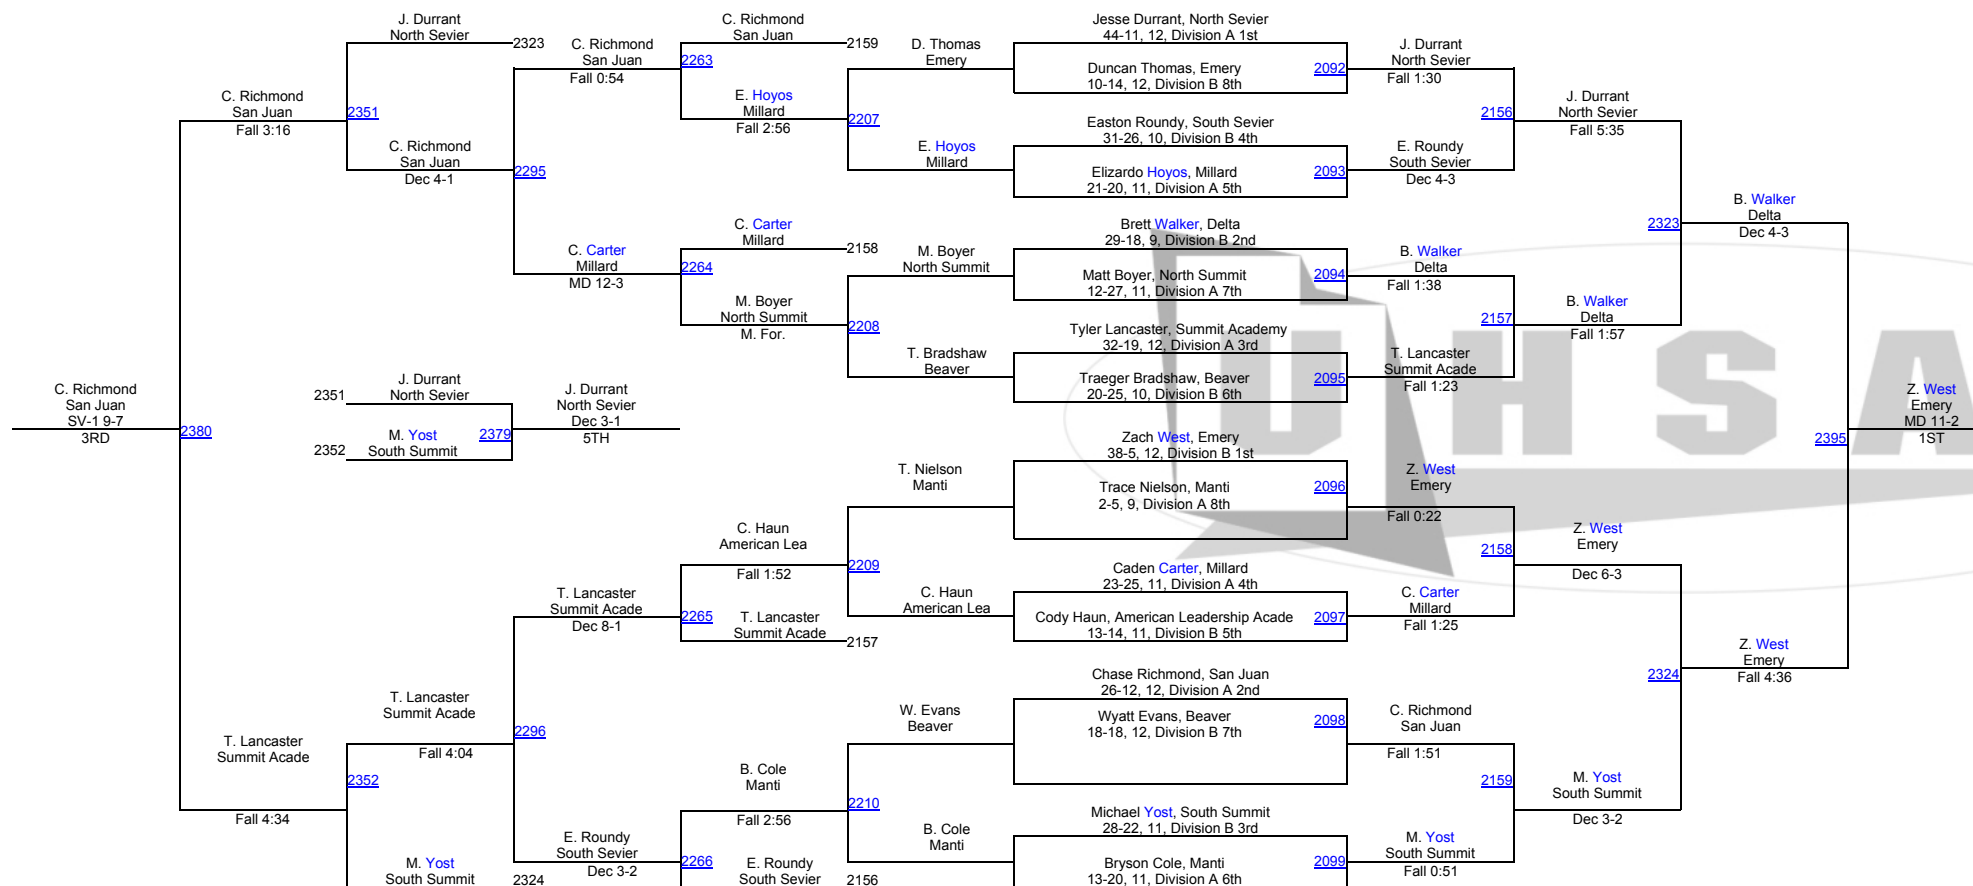 J. Durrant
North Sevier
2323
C. Richmond
San Juan
Fall 3:16
2351
C. Richmond
San Juan
Dec 4-1
C. Richmond
San Juan
Fall 0:54
2295
C. Carter
Millard
MD 12-3
C. Richmond
San Juan
2159
2263
E. Hoyos
Millard
Fall 2:56
C. Carter
Millard
2158
2264
M. Boyer
North Summit
M. For.
D. Thomas
Emery
2207
E. Hoyos
Millard
M. Boyer
North Summit
2208
T. Bradshaw
Beaver
Jesse Durrant, North Sevier
44-11, 12, Division A 1st
Duncan Thomas, Emery
10-14, 12, Division B 8th
2092
Easton Roundy, South Sevier
31-26, 10, Division B 4th
Elizardo Hoyos, Millard
21-20, 11, Division A 5th
2093
Brett Walker, Delta
29-18, 9, Division B 2nd
Matt Boyer, North Summit
12-27, 11, Division A 7th
2094
Tyler Lancaster, Summit Academy
32-19, 12, Division A 3rd
Traeger Bradshaw, Beaver
20-25, 10, Division B 6th
2095
J. Durrant
North Sevier
Fall 1:30
2156
E. Roundy
South Sevier
Dec 4-3
B. Walker
Delta
Fall 1:38
2157
T. Lancaster
Summit Acade
Fall 1:23
J. Durrant
North Sevier
Fall 5:35
2323
B. Walker
Delta
Fall 1:57
B. Walker
Delta
Dec 4-3
C. Richmond
San Juan
SV-1 9-7
3RD
2380
2351
J. Durrant
North Sevier
2352
M. Yost
South Summit
2379
J. Durrant
North Sevier
Dec 3-1
5TH
UHSA
Z. West
Emery
MD 11-2
1ST
2395
T. Lancaster
Summit Acade
Fall 4:34
2352
T. Lancaster
Summit Acade
Fall 4:04
M. Yost
South Summit
2324
T. Lancaster
Summit Acade
Dec 8-1
2296
E. Roundy
South Sevier
Dec 3-2
C. Haun
American Lea
Fall 1:52
2265
T. Lancaster
Summit Acade
2157
B. Cole
Manti
Fall 2:56
2266
E. Roundy
South Sevier
2156
T. Nielson
Manti
2209
C. Haun
American Lea
W. Evans
Beaver
2210
B. Cole
Manti
Zach West, Emery
38-5, 12, Division B 1st
Trace Nielson, Manti
2-5, 9, Division A 8th
2096
Caden Carter, Millard
23-25, 11, Division A 4th
Cody Haun, American Leadership Acade
13-14, 11, Division B 5th
2097
Chase Richmond, San Juan
26-12, 12, Division A 2nd
Wyatt Evans, Beaver
18-18, 12, Division B 7th
2098
Michael Yost, South Summit
28-22, 11, Division B 3rd
Bryson Cole, Manti
13-20, 11, Division A 6th
2099
Z. West
Emery
Fall 0:22
2158
C. Carter
Millard
Fall 1:25
C. Richmond
San Juan
Fall 1:51
2159
M. Yost
South Summit
Fall 0:51
Z. West
Emery
Dec 6-3
2324
M. Yost
South Summit
Dec 3-2
Z. West
Emery
Fall 4:36